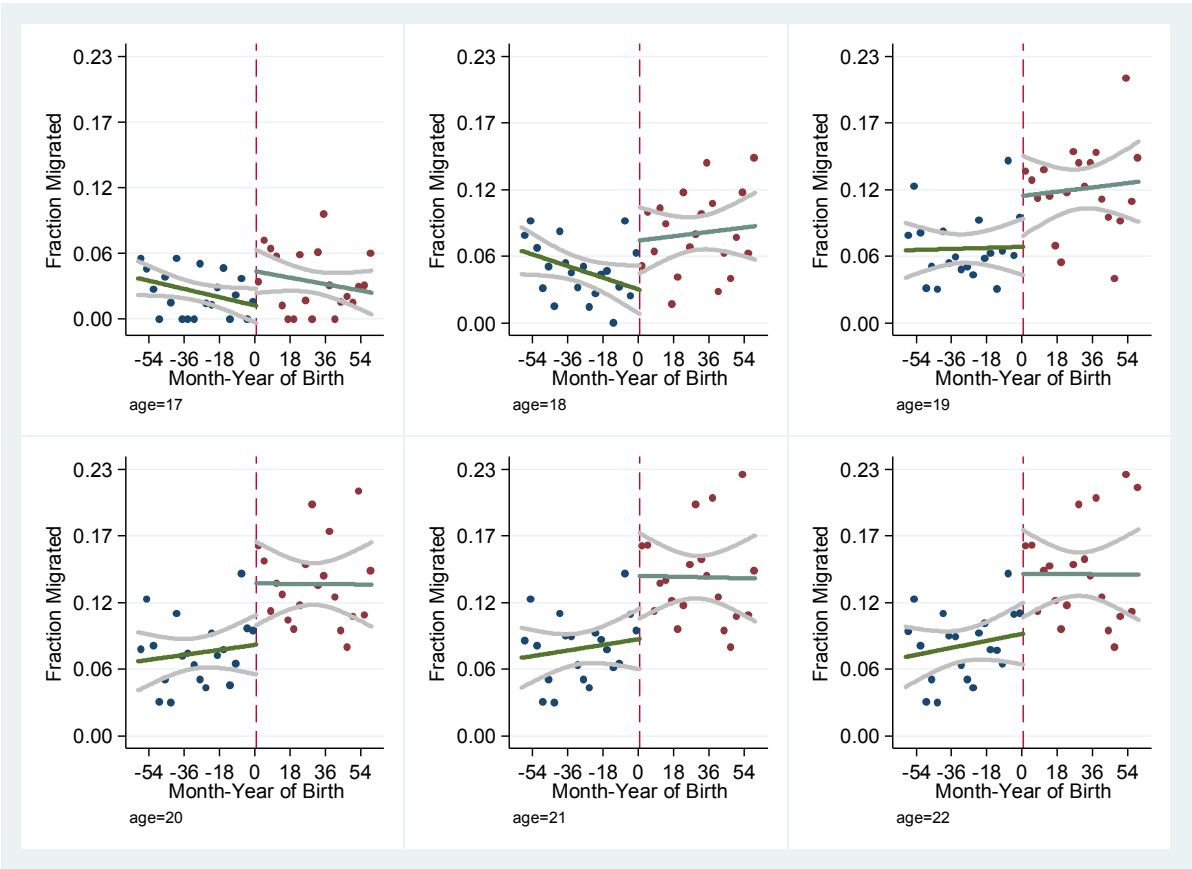 Fraction Migrated
0.23
0.17
0.12
0.06
0.00
-54 -36 -18 0 18 36 54
Month-Year of Birth
age=17
Fraction Migrated
0.23
0.17
0.12
0.06
0.00
-54 -36 -18 0 18 36 54
Month-Year of Birth
age=18
Fraction Migrated
0.23
0.17
0.12
0.06
0.00
-54 -36 -18 0 18 36 54
Month-Year of Birth
age=19
Fraction Migrated
0.23
0.17
0.12
0.06
0.00
-54 -36 -18 0 18 36 54
Month-Year of Birth
age=20
Fraction Migrated
0.23
0.17
0.12
0.06
0.00
-54 -36 -18 0 18 36 54
Month-Year of Birth
age=21
Fraction Migrated
0.23
0.17
0.12
0.06
0.00
-54 -36 -18 0 18 36 54
Month-Year of Birth
age=22